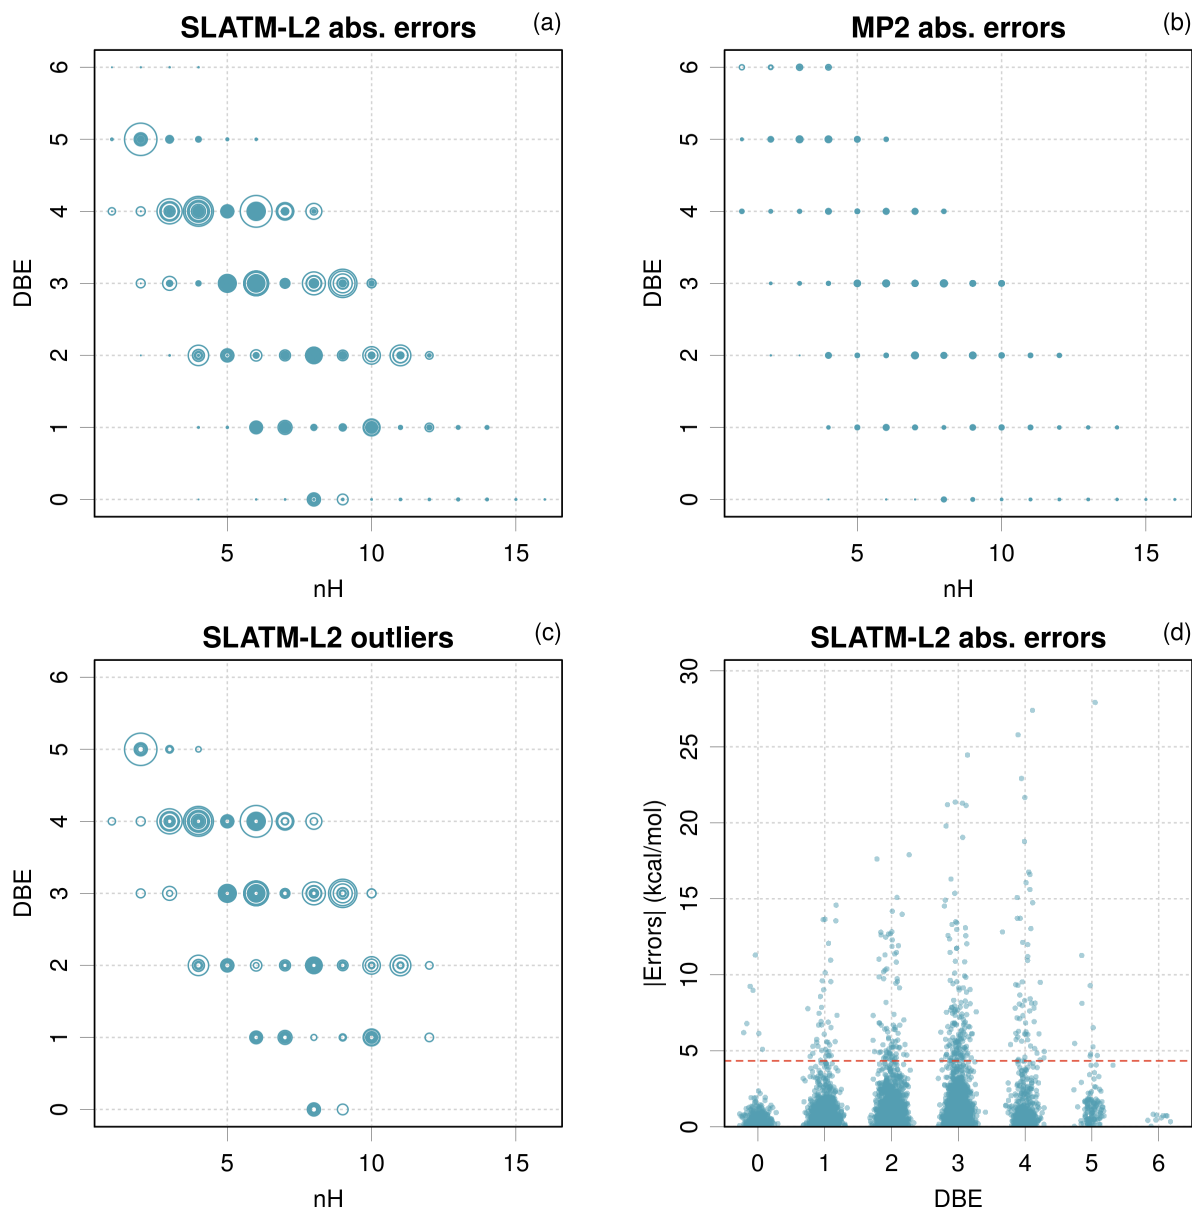 SLATM-L2 abs. errors (a)
6
5
4
3
2
1
0
DBE
5 10 15
nH
MP2 abs. errors (b)
6
5
4
3
2
1
0
DBE
5 10 15
nH
SLATM-L2 outliers (c)
6
5
4
3
2
1
0
DBE
5 10 15
nH
SLATM-L2 abs. errors (d)
30
25
20
15
10
5
0
|Errors| (kcal/mol)
0 1 2 3 4 5 6
DBE